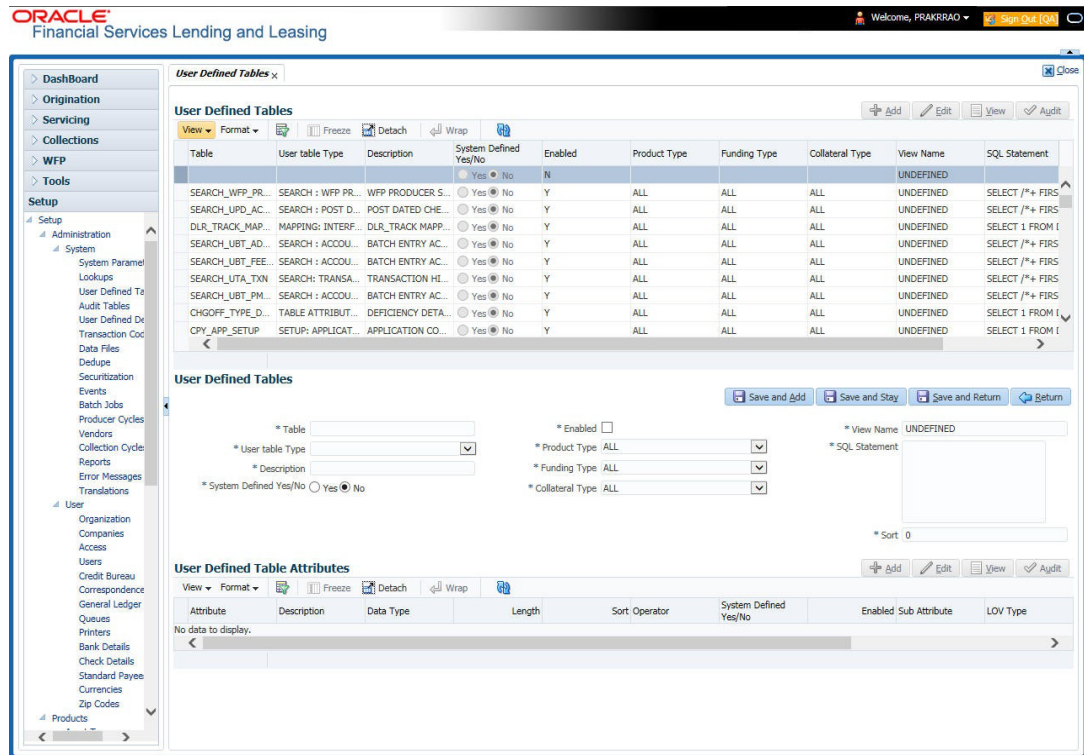 ORACLE®
Financial Services Lending and Leasing
Welcome, PRAKRRAO
Sign Out [QA]
DashBoard
Origination
Servicing
Collections
WFP
Tools
Setup
Setup
Administration
System
System Paramet
Lookups
User Defined Ta
Audit Tables
User Defined De
Transaction Cod
Data Files
Dedupe
Securitization
Events
Batch Jobs
Producer Cycles
Vendors
Collection Cycle
Reports
Error Messages
Translations
User
Organization
Companies
Access
Users
Credit Bureau
Correspondence
General Ledger
Queues
Printers
Bank Details
Check Details
Standard Payee
Currencies
Zip Codes
Products
User Defined Tables
Close
User Defined Tables
Add Edit View Audit
View Format Freeze Detach Wrap
Table User table Type Description System Defined Yes/No Enabled Product Type Funding Type Collateral Type View Name SQL Statement
Yes No N UNDEFINED
SEARCH_WFP_PR... SEARCH : WFP PR... WFP PRODUCER S... Yes No Y ALL ALL ALL UNDEFINED SELECT /*+ FIRS
SEARCH_UPD_AC... SEARCH : POST D... POST DATED CHE... Yes No Y ALL ALL ALL UNDEFINED SELECT /*+ FIRS
DLR_TRACK_MAP... MAPPING: INTERF... DLR_TRACK MAPP... Yes No Y ALL ALL ALL UNDEFINED SELECT 1 FROM D
SEARCH_UBT_AD... SEARCH : ACCOU... BATCH ENTRY AC... Yes No Y ALL ALL ALL UNDEFINED SELECT /*+ FIRS
SEARCH_UBT_FEE... SEARCH : ACCOU... BATCH ENTRY AC... Yes No Y ALL ALL ALL UNDEFINED SELECT /*+ FIRS
SEARCH_UTA_TXN SEARCH: TRANSA... TRANSACTION HI... Yes No Y ALL ALL ALL UNDEFINED SELECT /*+ FIRS
SEARCH_UBT_PM... SEARCH : ACCOU... BATCH ENTRY AC... Yes No Y ALL ALL ALL UNDEFINED SELECT /*+ FIRS
CHGOFF_TYPE_D... TABLE ATTRIBUT... DEFICIENCY DETA... Yes No Y ALL ALL ALL UNDEFINED SELECT 1 FROM
CPY_APP_SETUP SETUP: APPLICAT... APPLICATION CO... Yes No Y ALL ALL ALL UNDEFINED SELECT 1 FROM
User Defined Tables
Save and Add Save and Stay Save and Return Return
* Table * Enabled * View Name UNDEFINED
* User table Type * Product Type ALL * SQL Statement
* Description * Funding Type ALL
* System Defined Yes/No Yes No * Collateral Type ALL
* Sort 0
User Defined Table Attributes
Add Edit View Audit
View Format Freeze Detach Wrap
Attribute Description Data Type Length Sort Operator System Defined Yes/No Enabled Sub Attribute LOV Type
No data to display.